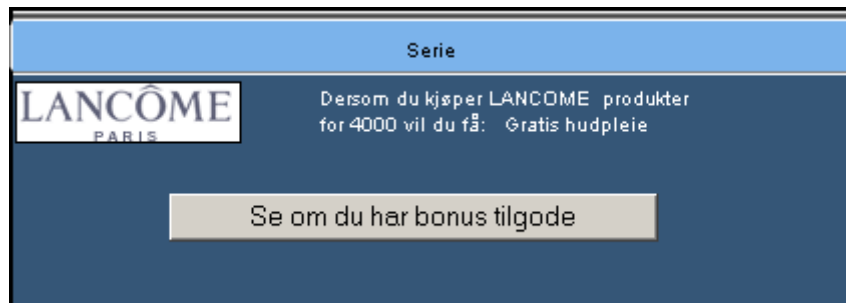 Serie
LANCÔME
PARIS
Dersom du kjøper LANCOME produkter
for 4000 vil du få: Gratis hudpleie
Se om du har bonus tilgode